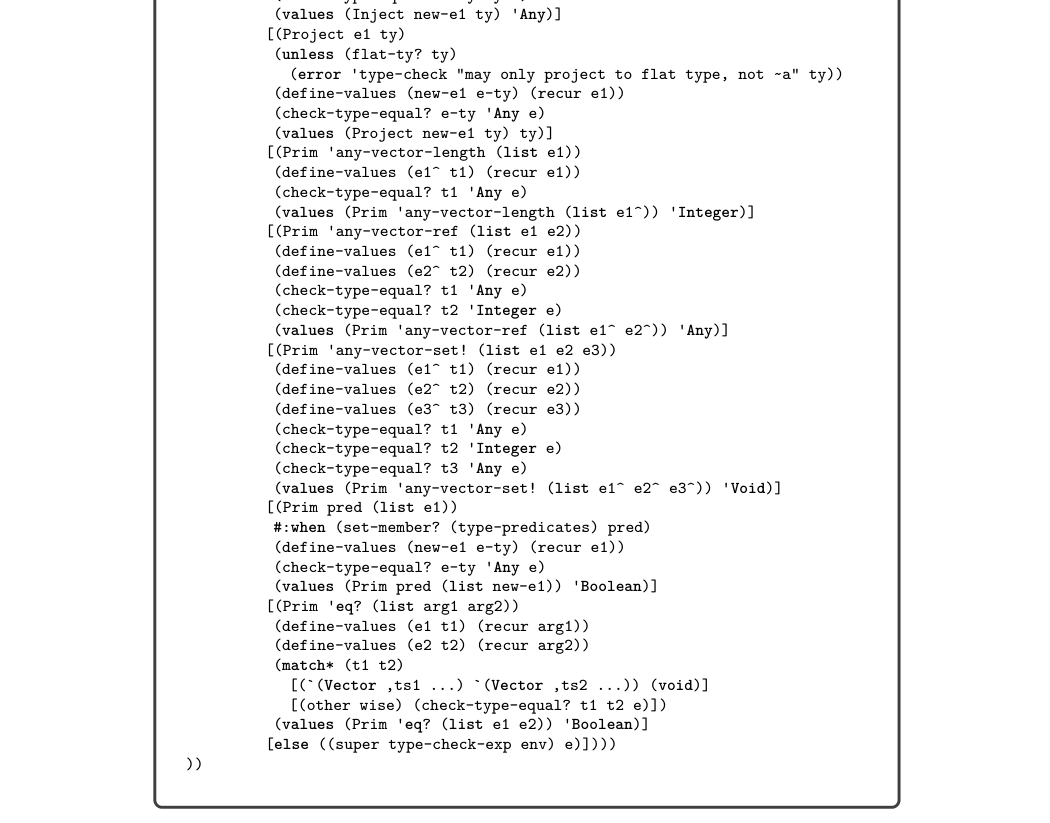 (values (Inject new-e1 ty) 'Any)]
[(Project e1 ty)
(unless (flat-ty? ty)
(error 'type-check "may only project to flat type, not ~a" ty))
(define-values (new-e1 e-ty) (recur e1))
(check-type-equal? e-ty 'Any e)
(values (Project new-e1 ty) ty)]
[(Prim 'any-vector-length (list e1))
(define-values (e1^ t1) (recur e1))
(check-type-equal? t1 'Any e)
(values (Prim 'any-vector-length (list e1^)) 'Integer)]
[(Prim 'any-vector-ref (list e1 e2))
(define-values (e1^ t1) (recur e1))
(define-values (e2^ t2) (recur e2))
(check-type-equal? t1 'Any e)
(check-type-equal? t2 'Integer e)
(values (Prim 'any-vector-ref (list e1^ e2^)) 'Any)]
[(Prim 'any-vector-set! (list e1 e2 e3))
(define-values (e1^ t1) (recur e1))
(define-values (e2^ t2) (recur e2))
(define-values (e3^ t3) (recur e3))
(check-type-equal? t1 'Any e)
(check-type-equal? t2 'Integer e)
(check-type-equal? t3 'Any e)
(values (Prim 'any-vector-set! (list e1^ e2^ e3^)) 'Void)]
[(Prim pred (list e1))
#:when (set-member? (type-predicates) pred)
(define-values (new-e1 e-ty) (recur e1))
(check-type-equal? e-ty 'Any e)
(values (Prim pred (list new-e1)) 'Boolean)]
[(Prim 'eq? (list arg1 arg2))
(define-values (e1 t1) (recur arg1))
(define-values (e2 t2) (recur arg2))
(match* (t1 t2)
[(`(Vector ,ts1 ...) `(Vector ,ts2 ...)) (void)]
[(other wise) (check-type-equal? t1 t2 e)])
(values (Prim 'eq? (list e1 e2)) 'Boolean)]
[else ((super type-check-exp env) e)])))
))